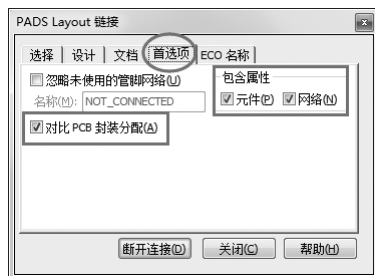 PADS Layout 链接
选择 设计 文档 首选项 ECO 名称
忽略未使用的管脚网络(U)
名称(M): NOT_CONNECTED
对比 PCB 封装分配(A)
包含属性
元件(P) 网络(N)
断开连接(D) 关闭(C) 帮助(H)